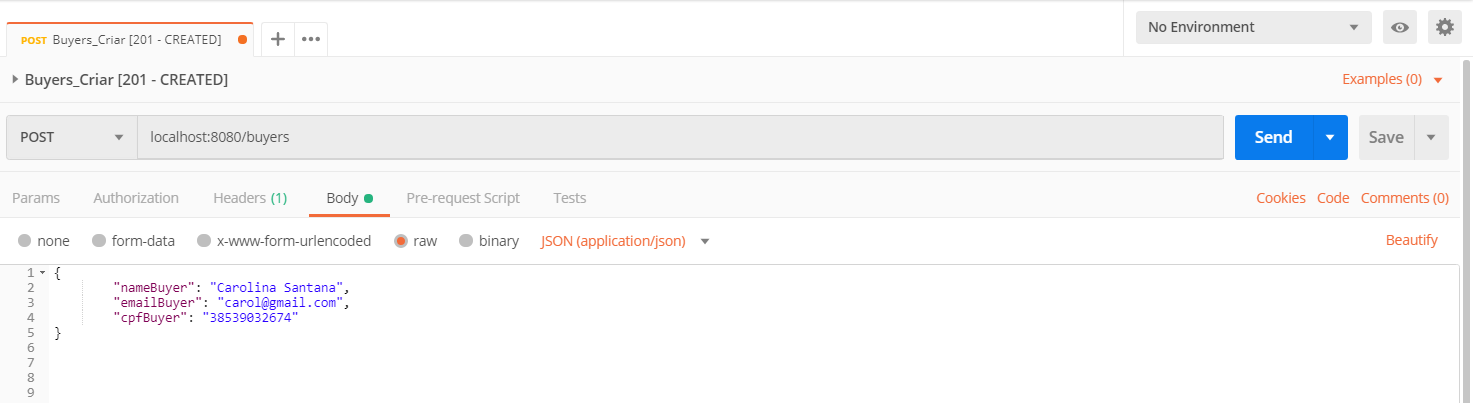 POST Buyers_Criar [201 - CREATED]
No Environment
Buyers_Criar [201 - CREATED]
Examples (0)
POST
localhost:8080/buyers
Send
Save
Params Authorization Headers (1) Body Pre-request Script Tests
Cookies Code Comments (0)
none form-data x-www-form-urlencoded raw binary JSON (application/json)
Beautify
1 {
2 "nameBuyer": "Carolina Santana",
3 "emailBuyer": "carol@gmail.com",
4 "cpfBuyer": "38539032674"
5 }
6
7
8
9